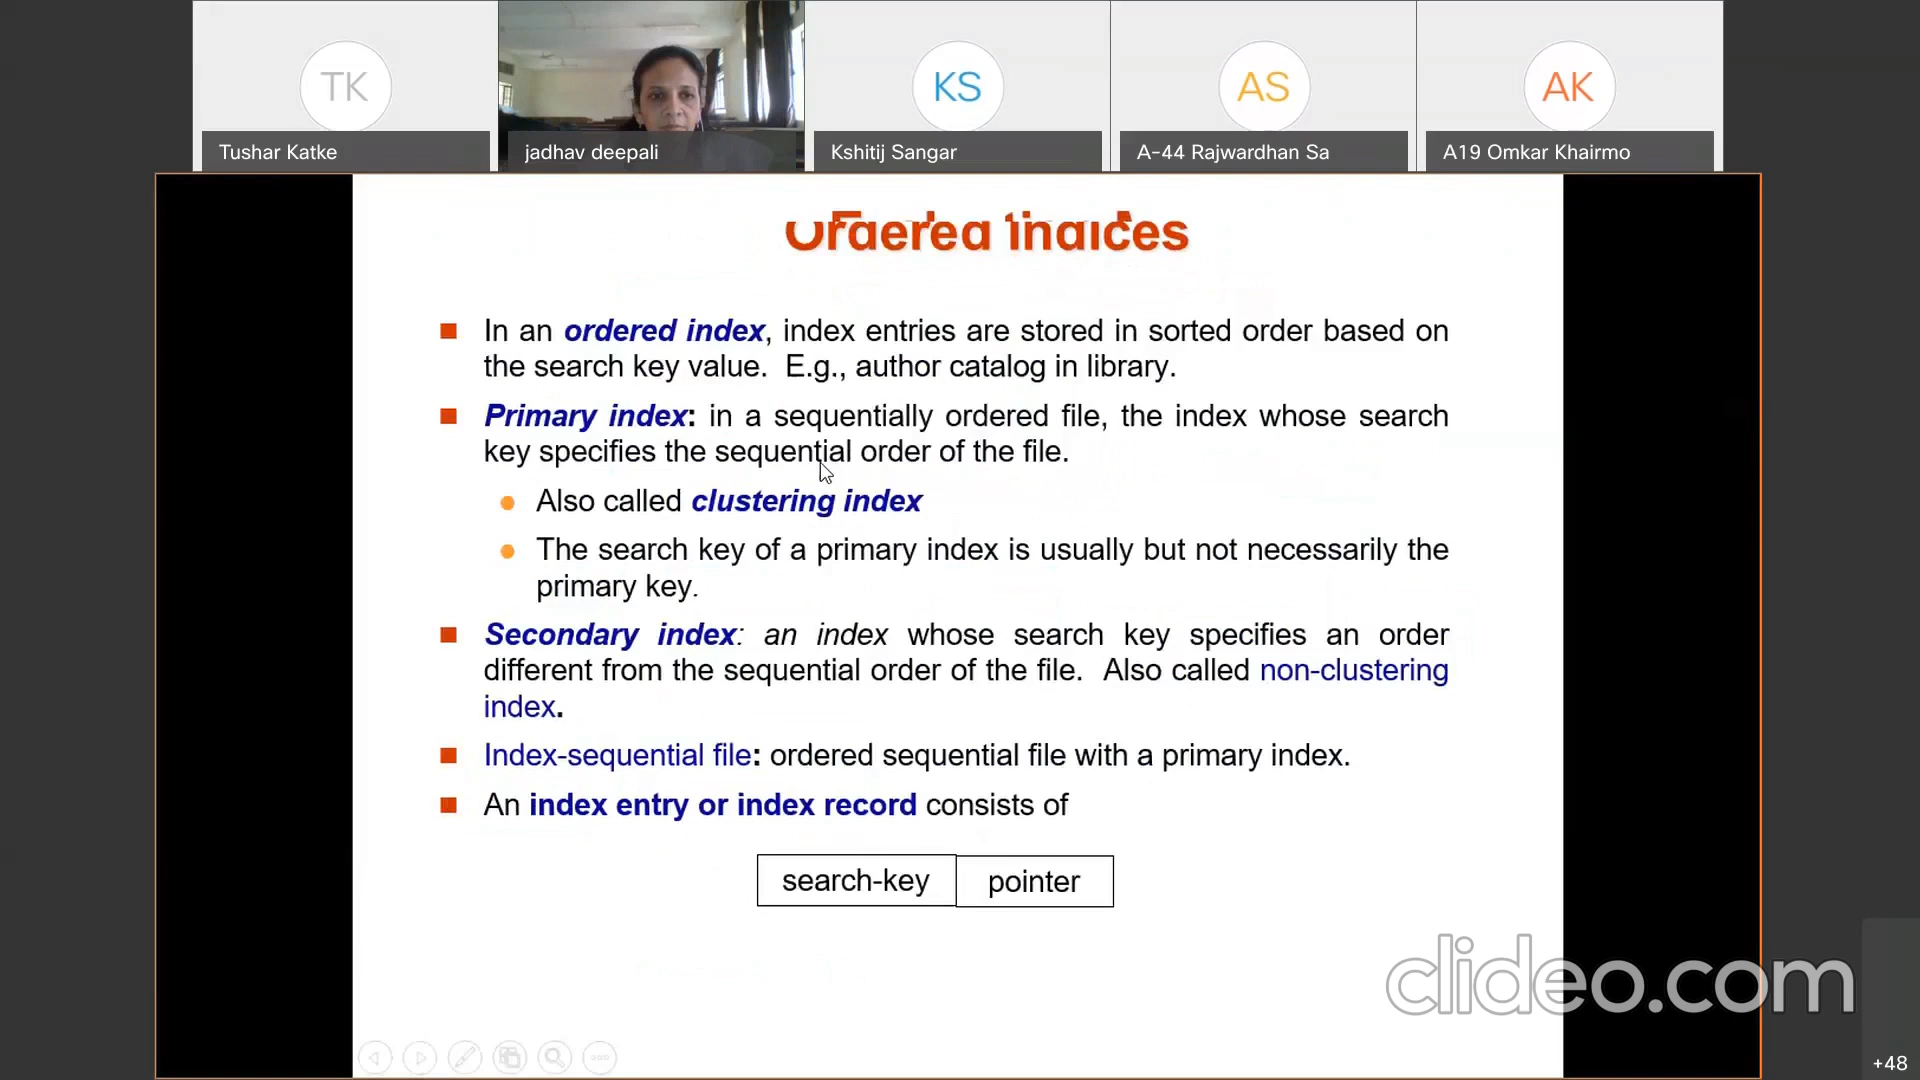 TK
KS
AS
AK
Tushar Katke
jadhav deepali
Kshitij Sangar
A-44 Rajwardhan Sa
A19 Omkar Khairmo
Ordered Indices
In an ordered index, index entries are stored in sorted order based on
the search key value. E.g., author catalog in library.
Primary index: in a sequentially ordered file, the index whose search
key specifies the sequential order of the file.
Also called clustering index
The search key of a primary index is usually but not necessarily the
primary key.
Secondary index: an index whose search key specifies an order
different from the sequential order of the file. Also called non-clustering
index.
Index-sequential file: ordered sequential file with a primary index.
An index entry or index record consists of
search-key pointer
clideo.com
+48